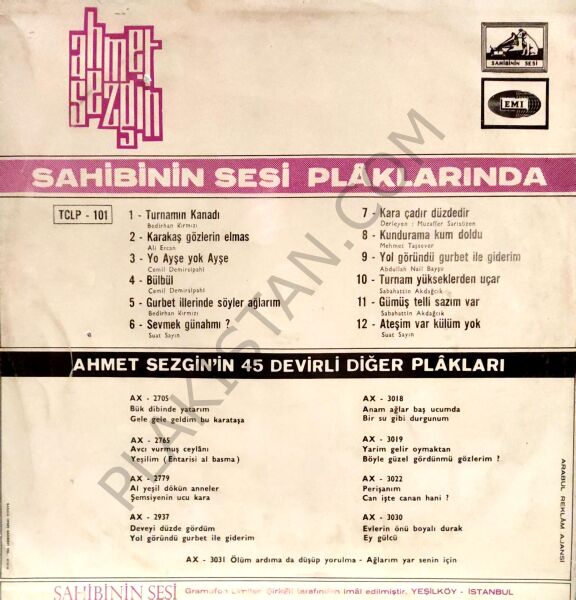 ahmet
sezgin
SAHİBİNİN SESİ
EMI
SAHİBİNİN SESİ PLÂKLARINDA
TCLP - 101
1 - Turnamın Kanadı
Bedirhan Kırmızı
2 - Karakaş gözlerin elmas
Ali Ercan
3 - Yo Ayşe yok Ayşe
Cemil Demirsipahi
4 - Bülbül
Cemil Demirsipahi
5 - Gurbet illerinde söyler ağlarım
Bedirhan Kırmızı
6 - Sevmek günahmı ?
Suat Sayın
7 - Kara çadır düzdedir
Derleyen : Muzaffer Sarısözen
8 - Kundurama kum doldu
Mehmet Taşsever
9 - Yol göründü gurbet ile giderim
Abdullah Nail Bayşu
10 - Turnam yükseklerden uçar
Sabahattin Akdağcık
11 - Gümüş telli sazım var
Sabahattin Akdağcık
12 - Ateşim var külüm yok
Suat Sayın
AHMET SEZGİN'İN 45 DEVİRLİ DİĞER PLÂKLARI
AX - 2705
Bük dibinde yatarım
Gele gele geldim bu karataşa
AX - 2765
Avcı vurmuş ceylânı
Yeşilim (Entarisi al basma)
AX - 2779
Al yeşil dökün anneler
Şemsiyenin ucu kara
AX - 2937
Deveyi düzde gördüm
Yol göründü gurbet ile giderim
AX - 3018
Anam ağlar baş ucumda
Bir su gibi durgunum
AX - 3019
Yarim gelir oymaktan
Böyle güzel gördünmü gözlerim ?
AX - 3022
Perişanım
Can işte canan hani ?
AX - 3030
Evlerin önü boyalı durak
Ey gülcü
AX - 3031 Ölüm ardıma da düşüp yorulma - Ağlarım yar senin için
ARABUL REKLÂM AJANSI
SAHİBİNİN SESİ Gramofon Limited Şirketi tarafından imâl edilmiştir. YEŞİLKÖY - İSTANBUL
PLAKISTAN.COM